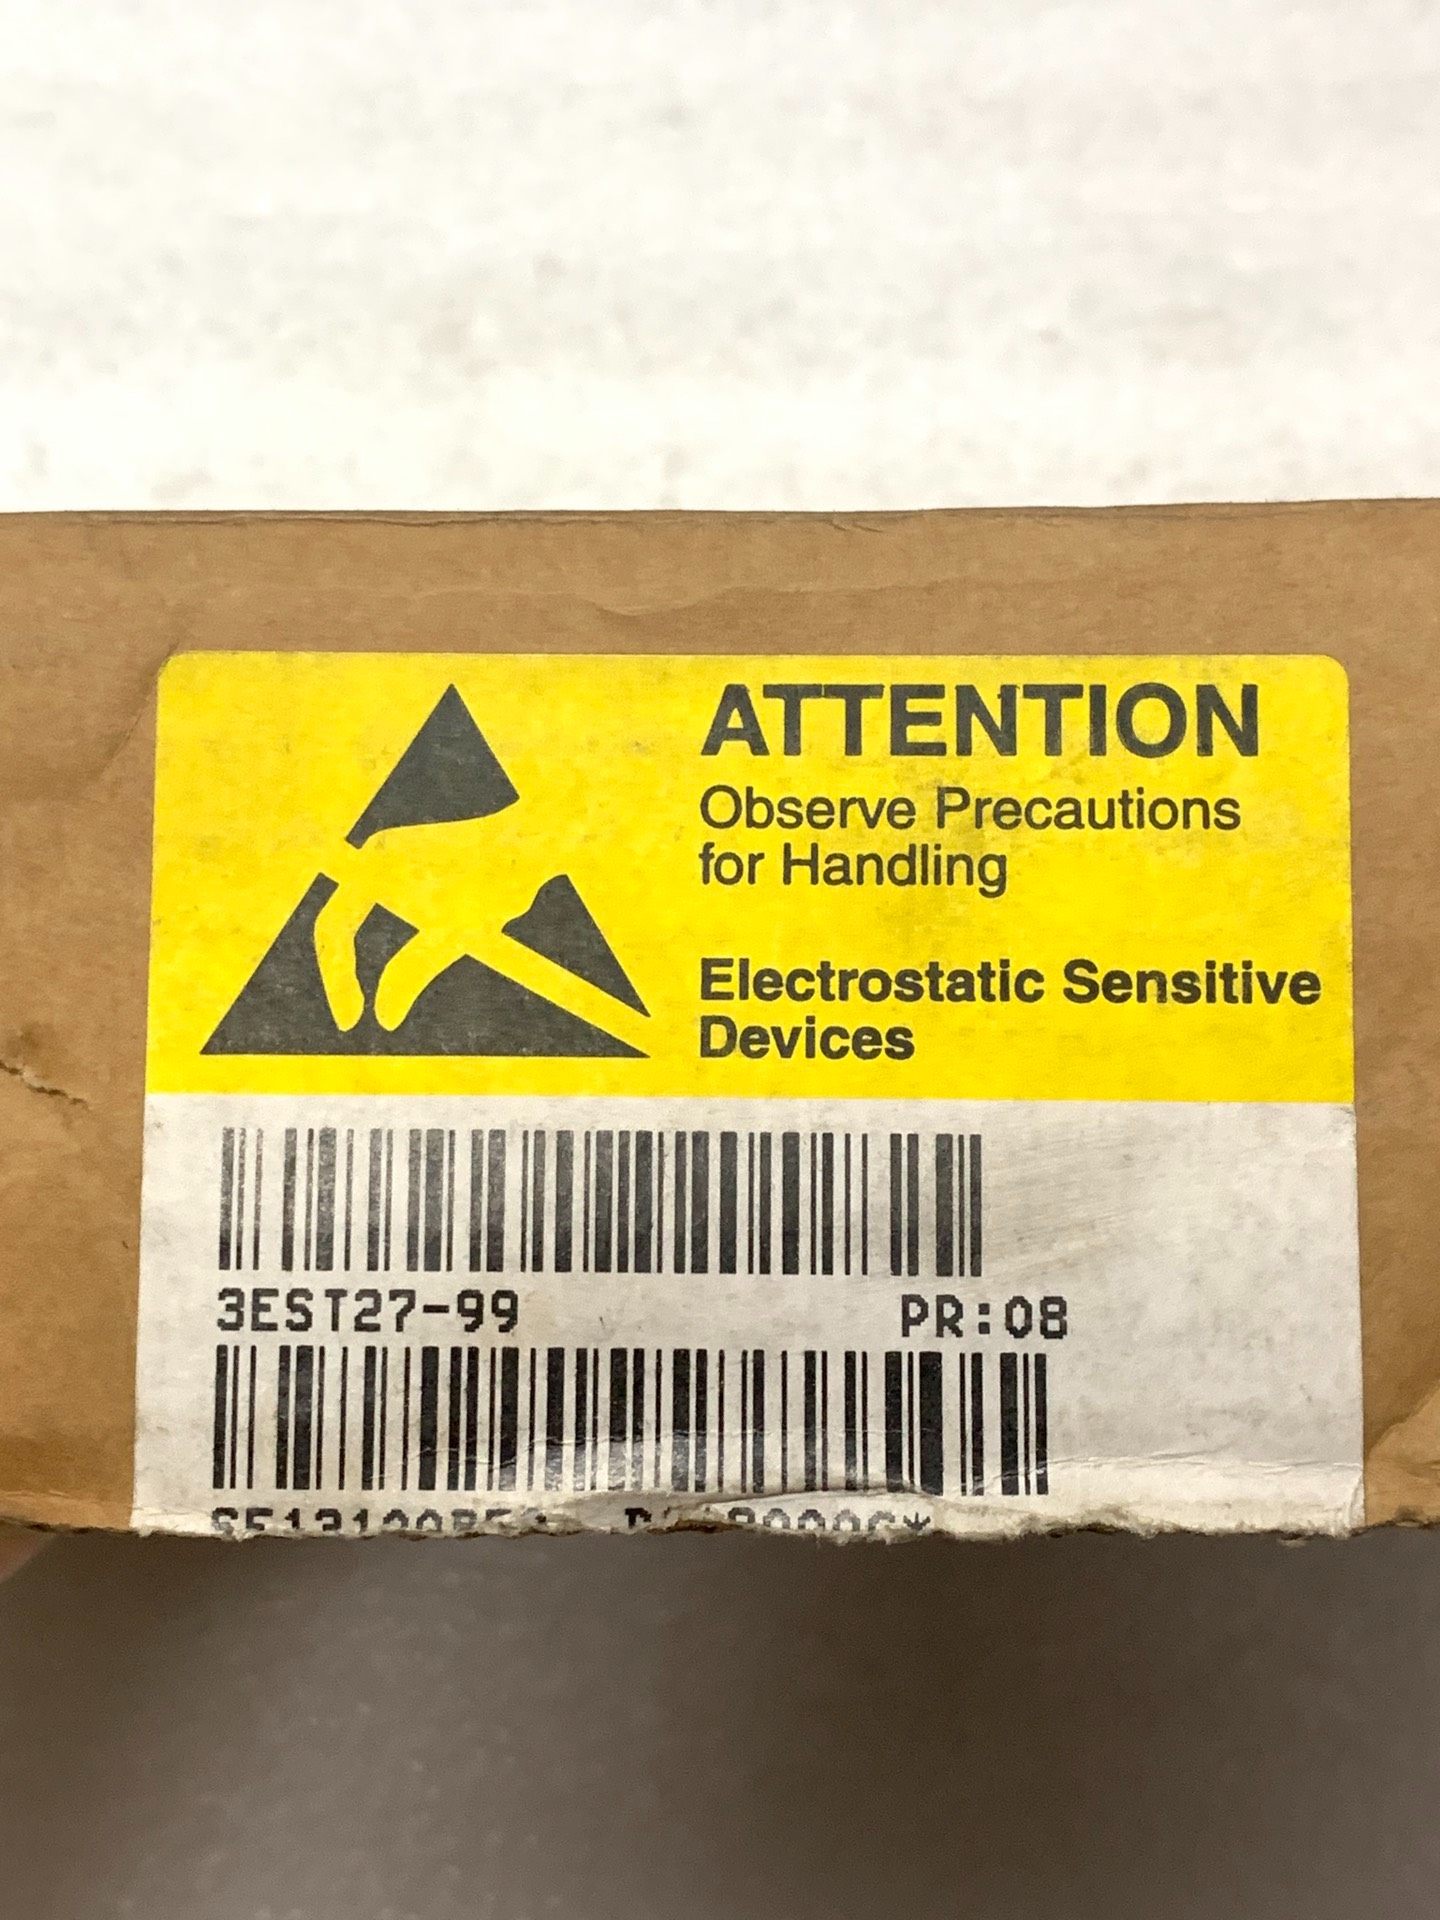 ATTENTION
Observe Precautions
for Handling
Electrostatic Sensitive
Devices
3EST27-99 PR:08